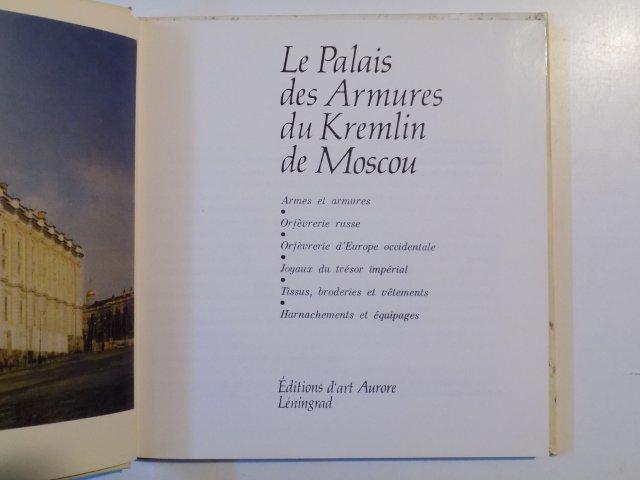 Le Palais
des Armures
du Kremlin
de Moscou
Armes et armures
•
Orfèvrerie russe
•
Orfèvrerie d'Europe occidentale
•
Joyaux du trésor impérial
•
Tissus, broderies et vêtements
•
Harnachements et équipages
Éditions d'art Aurore
Léningrad